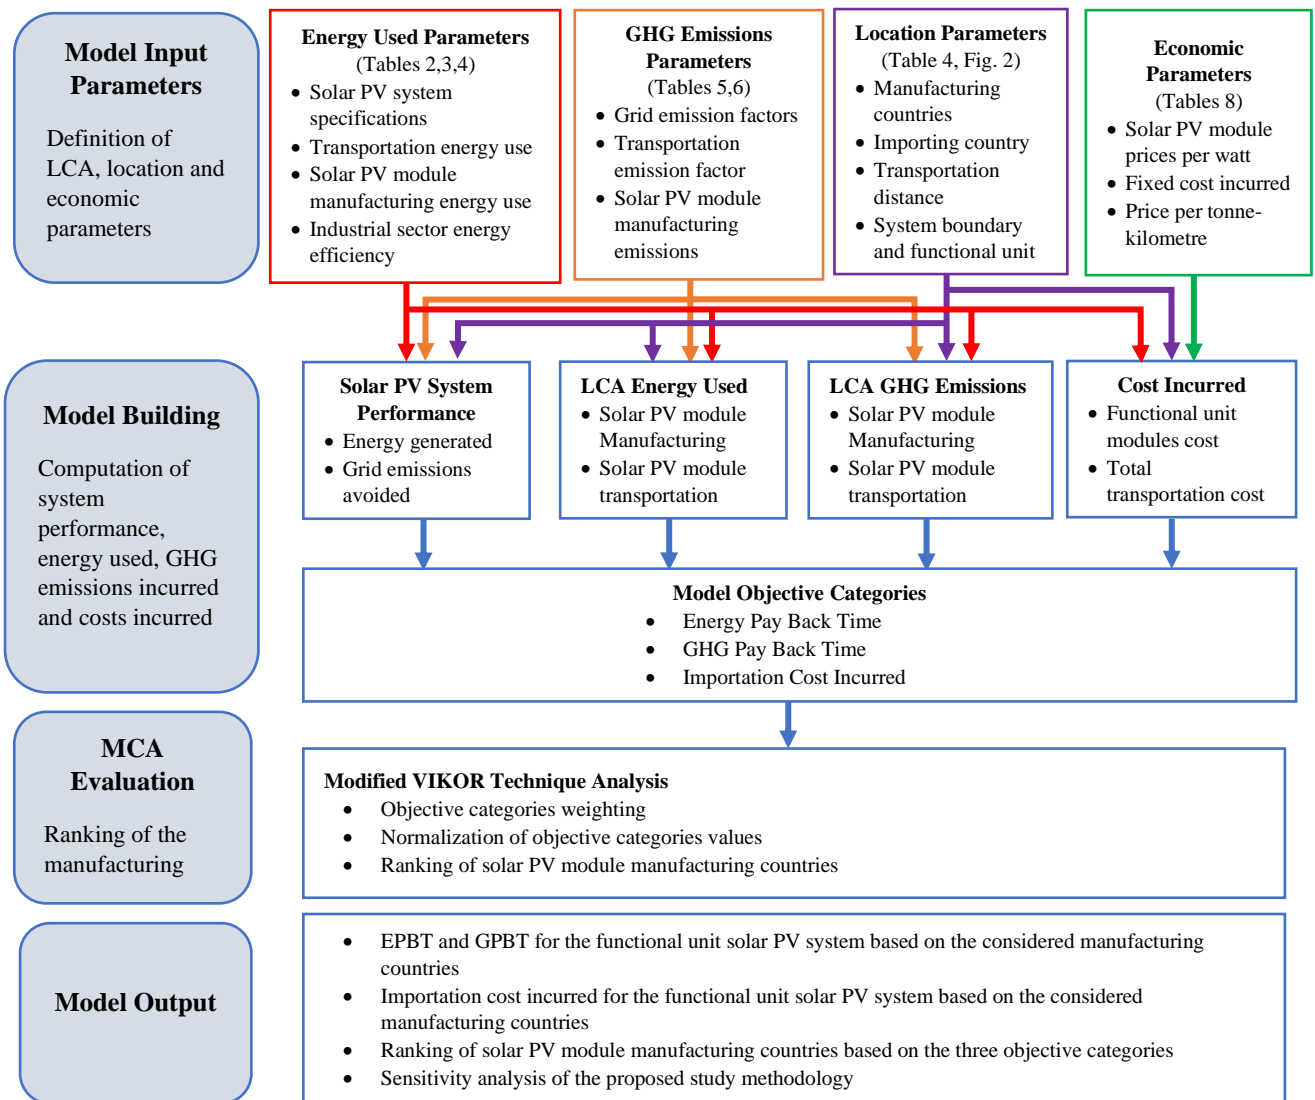 Model Input
Parameters
Definition of
LCA, location and
economic
parameters
Energy Used Parameters
(Tables 2,3,4)
• Solar PV system
specifications
• Transportation energy use
• Solar PV module
manufacturing energy use
• Industrial sector energy
efficiency
GHG Emissions
Parameters
(Tables 5,6)
• Grid emission factors
• Transportation
emission factor
• Solar PV module
manufacturing
emissions
Location Parameters
(Table 4, Fig. 2)
• Manufacturing
countries
• Importing country
• Transportation
distance
• System boundary
and functional unit
Economic
Parameters
(Tables 8)
• Solar PV module
prices per watt
• Fixed cost incurred
• Price per tonne-
kilometre
Model Building
Computation of
system
performance,
energy used, GHG
emissions incurred
and costs incurred
Solar PV System
Performance
• Energy generated
• Grid emissions
avoided
LCA Energy Used
• Solar PV module
Manufacturing
• Solar PV module
transportation
LCA GHG Emissions
• Solar PV module
Manufacturing
• Solar PV module
transportation
Cost Incurred
• Functional unit
modules cost
• Total
transportation cost
Model Objective Categories
• Energy Pay Back Time
• GHG Pay Back Time
• Importation Cost Incurred
MCA
Evaluation
Ranking of the
manufacturing
Modified VIKOR Technique Analysis
• Objective categories weighting
• Normalization of objective categories values
• Ranking of solar PV module manufacturing countries
Model Output
• EPBT and GPBT for the functional unit solar PV system based on the considered manufacturing
countries
• Importation cost incurred for the functional unit solar PV system based on the considered
manufacturing countries
• Ranking of solar PV module manufacturing countries based on the three objective categories
• Sensitivity analysis of the proposed study methodology